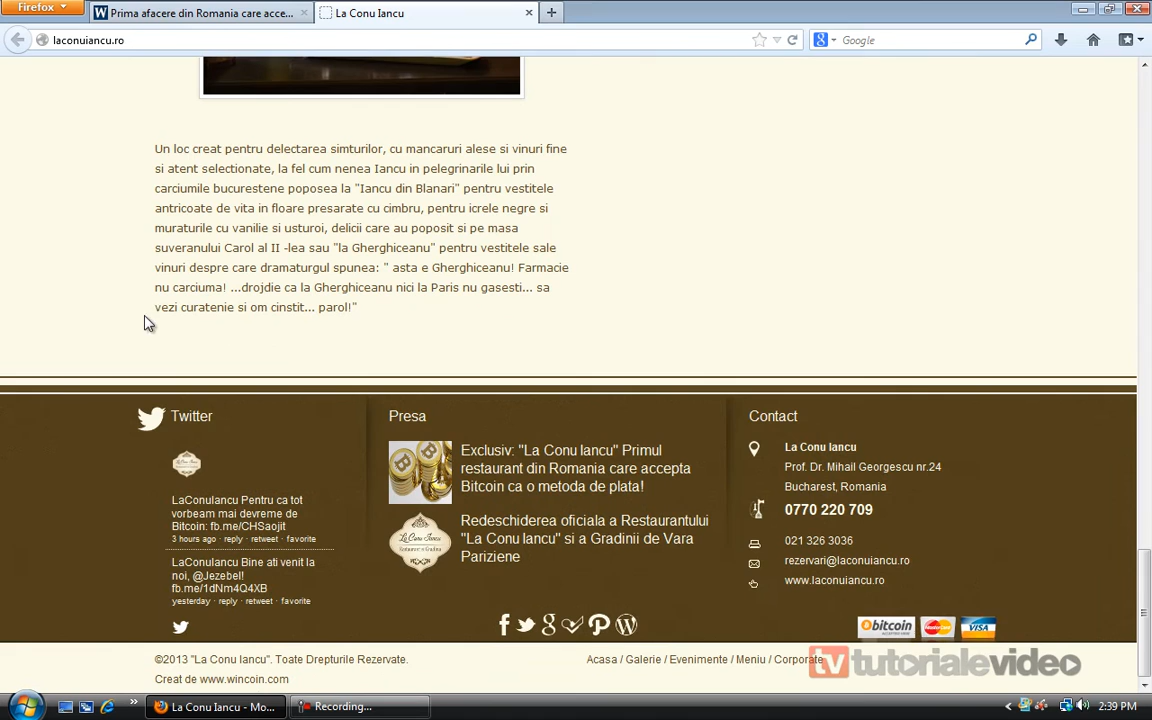 Firefox
Prima afacere din Romania care acce...
La Conu Iancu
laconuiancu.ro
Google
Un loc creat pentru delectarea simturilor, cu mancaruri alese si vinuri fine
si atent selectionate, la fel cum nenea Iancu in pelegrinarile lui prin
carciumile bucurestene poposea la "Iancu din Blanari" pentru vestitele
antricoate de vita in floare presarate cu cimbru, pentru icrele negre si
muraturile cu vanilie si usturoi, delicii care au poposit si pe masa
suveranului Carol al II -lea sau "la Gherghiceanu" pentru vestitele sale
vinuri despre care dramaturgul spunea: " asta e Gherghiceanu! Farmacie
nu carciuma! ...drojdie ca la Gherghiceanu nici la Paris nu gasesti... sa
vezi curatenie si om cinstit... parol!"
Twitter
LaConuIancu Pentru ca tot
vorbeam mai devreme de
Bitcoin: fb.me/CHSaojit
3 hours ago · reply · retweet · favorite
LaConuIancu Bine ati venit la
noi, @Jezebel!
fb.me/1dNm4Q4XB
yesterday · reply · retweet · favorite
Presa
Exclusiv: "La Conu Iancu" Primul
restaurant din Romania care accepta
Bitcoin ca o metoda de plata!
Redeschiderea oficiala a Restaurantului
"La Conu Iancu" si a Gradinii de Vara
Pariziene
Contact
La Conu Iancu
Prof. Dr. Mihail Georgescu nr.24
Bucharest, Romania
0770 220 709
021 326 3036
rezervari@laconuiancu.ro
www.laconuiancu.ro
bitcoin
MasterCard
VISA
©2013 "La Conu Iancu". Toate Drepturile Rezervate.
Creat de www.wincoin.com
Acasa / Galerie / Evenimente / Meniu / Corporate
tv tutorialevideo
La Conu Iancu - Mo...
Recording...
2:39 PM